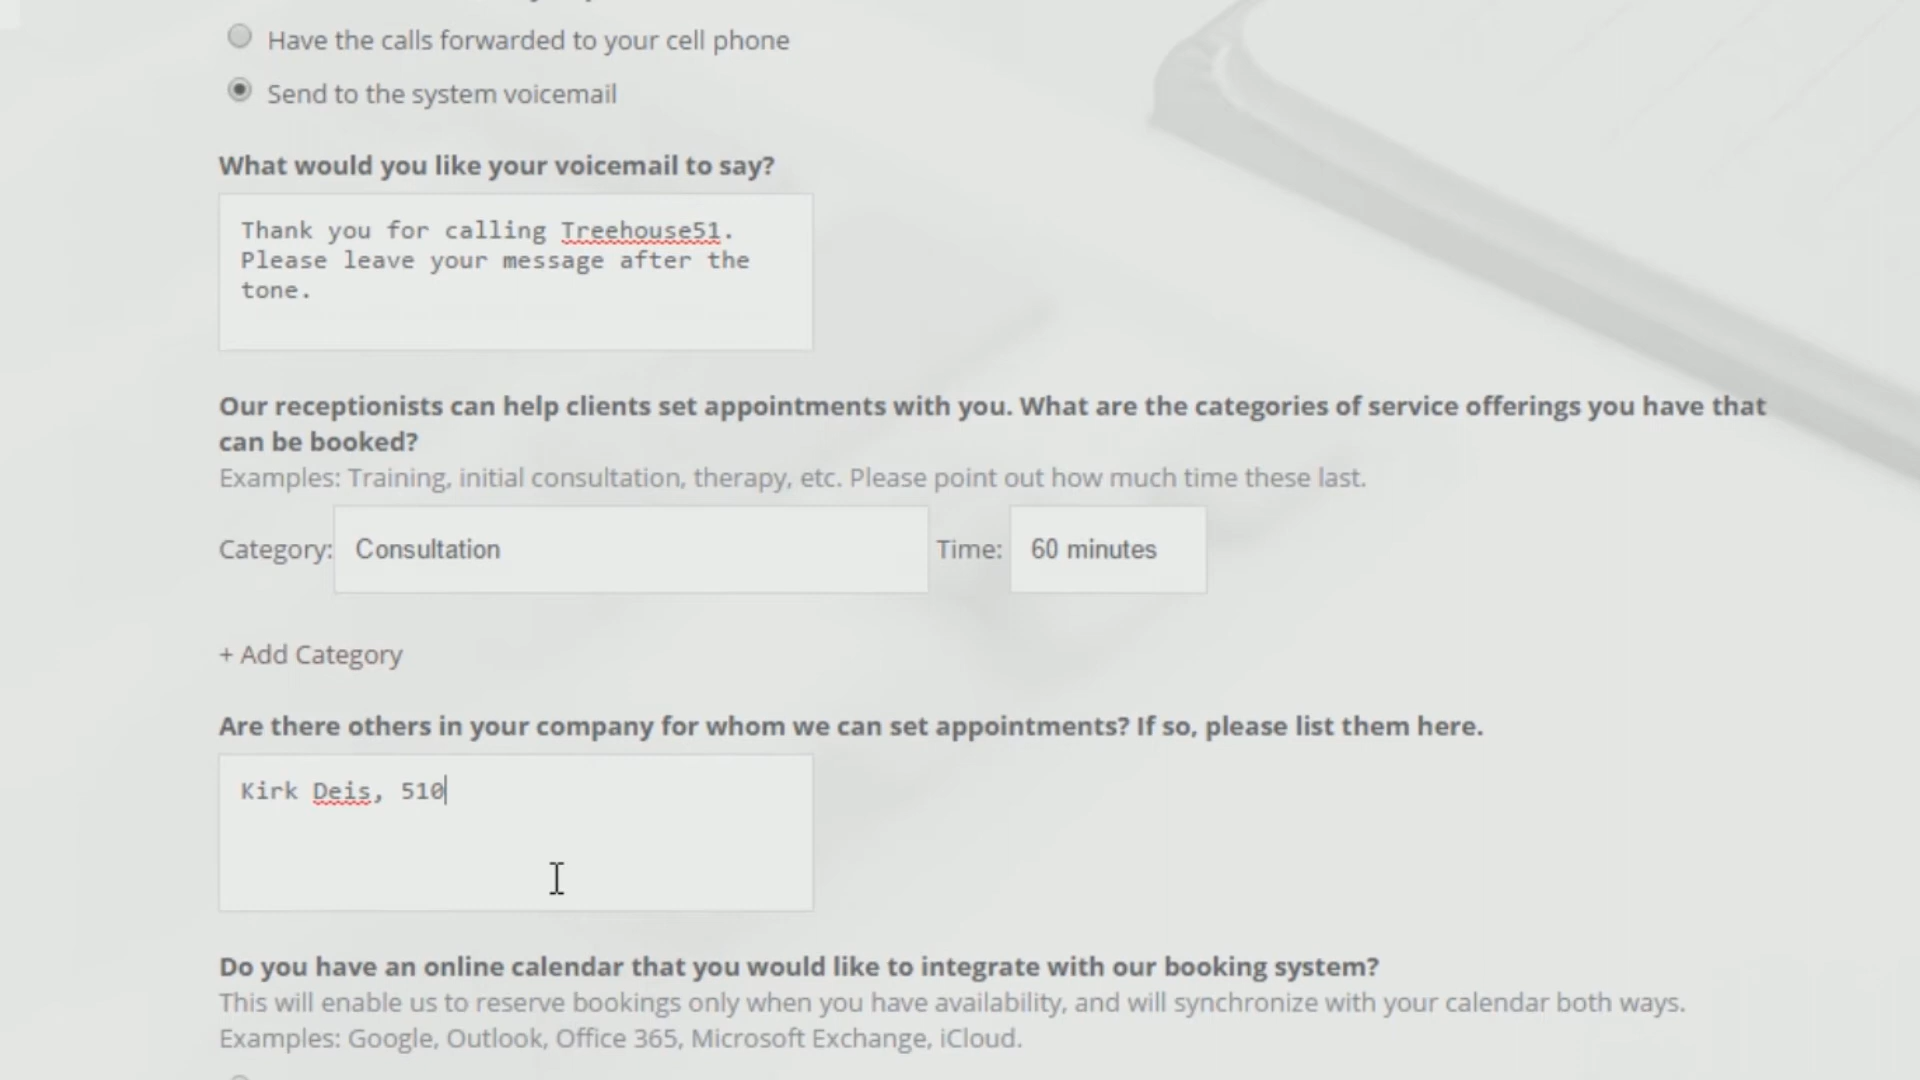 Have the calls forwarded to your cell phone
Send to the system voicemail
What would you like your voicemail to say?
Thank you for calling Treehouse51.
Please leave your message after the
tone.
Our receptionists can help clients set appointments with you. What are the categories of service offerings you have that
can be booked?
Examples: Training, initial consultation, therapy, etc. Please point out how much time these last.
Category: Consultation Time: 60 minutes
+ Add Category
Are there others in your company for whom we can set appointments? If so, please list them here.
Kirk Deis, 510
Do you have an online calendar that you would like to integrate with our booking system?
This will enable us to reserve bookings only when you have availability, and will synchronize with your calendar both ways.
Examples: Google, Outlook, Office 365, Microsoft Exchange, iCloud.